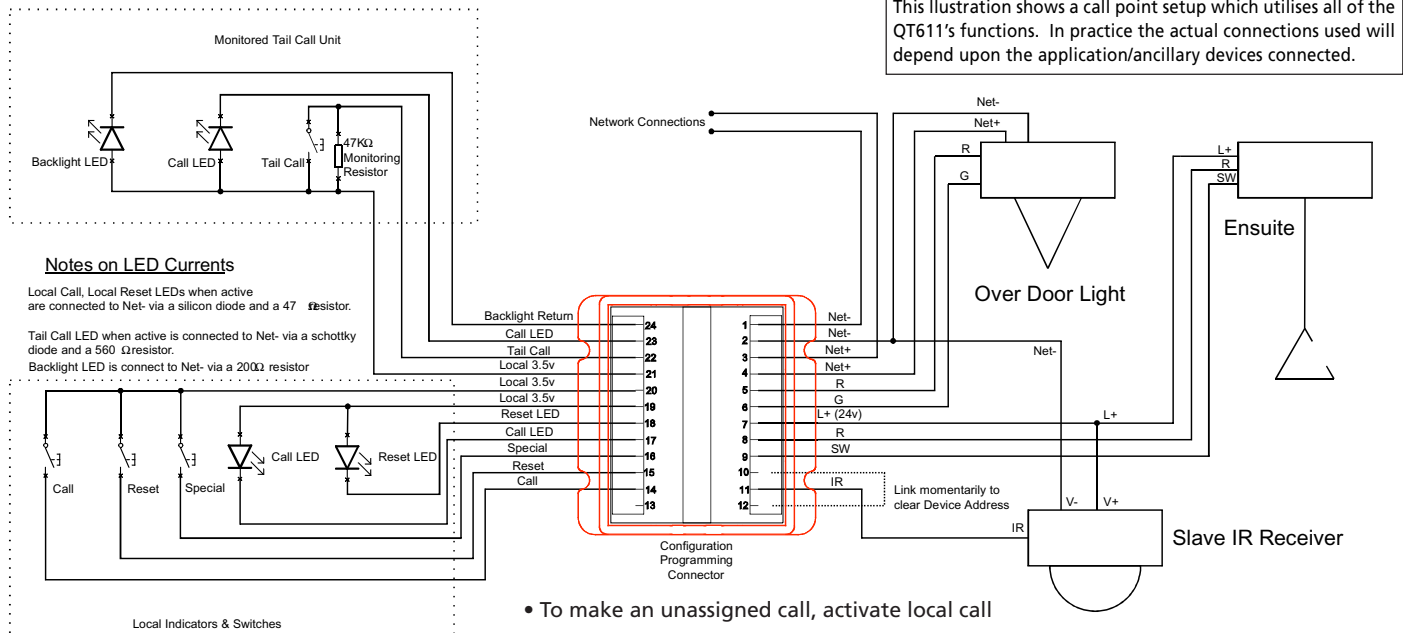 This Ilustration shows a call point setup which utilises all of the
QT611's functions. In practice the actual connections used will
depend upon the application/ancillary devices connected.
Monitored Tail Call Unit
Backlight LED
Call LED
Tail Call
47KΩ
Monitoring
Resistor
Network Connections
Net-
Net+
R
G
Over Door Light
L+
R
SW
Ensuite
Notes on LED Currents
Local Call, Local Reset LEDs when active
are connected to Net- via a silicon diode and a 47 Ω resistor.
Tail Call LED when active is connected to Net- via a schottky
diode and a 560 Ωresistor.
Backlight LED is connect to Net- via a 200Ω resistor
Backlight Return
Call LED
Tail Call
Local 3.5v
Local 3.5v
Local 3.5v
Reset LED
Call LED
Special
Reset
Call
24
23
22
21
20
19
18
17
16
15
14
13
1
2
3
4
5
6
7
8
9
10
11
12
Net-
Net-
Net+
Net+
R
G
L+ (24v)
R
SW
IR
Net-
L+
Link momentarily to
clear Device Address
V-
V+
IR
Slave IR Receiver
Configuration
Programming
Connector
Call
Reset
Special
Call LED
Reset LED
Local Indicators & Switches
• To make an unassigned call, activate local call